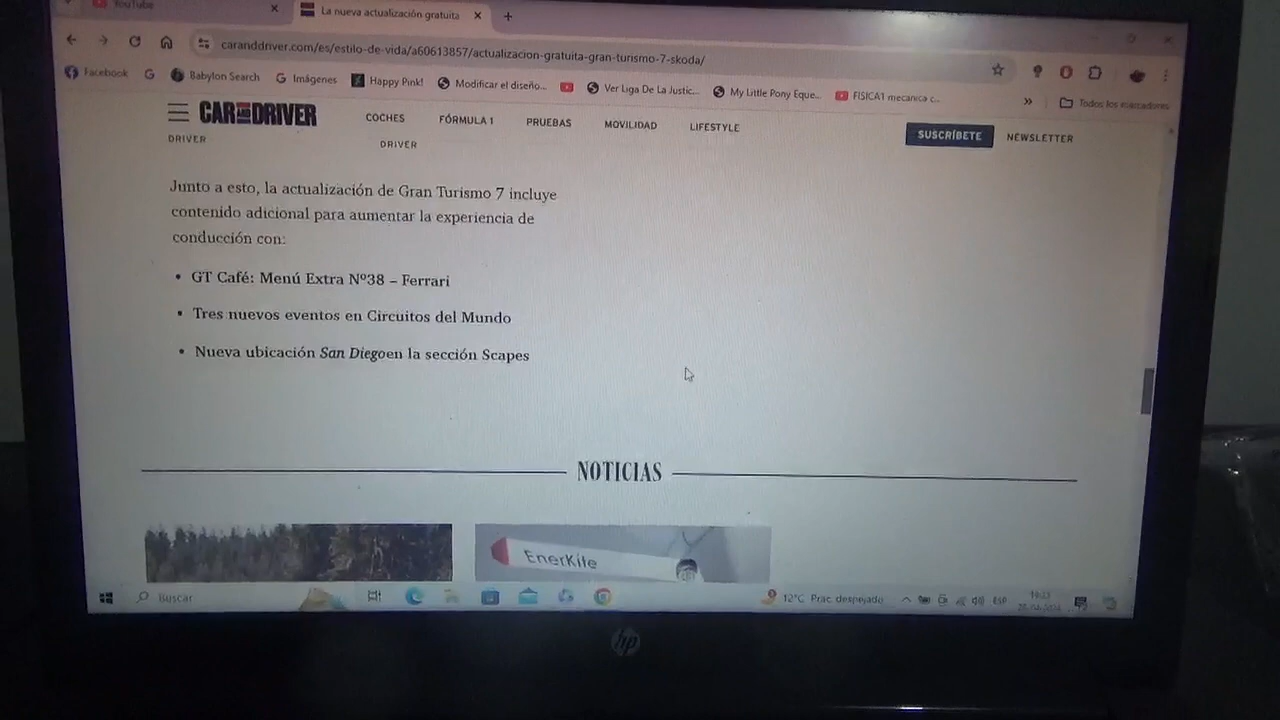 YouTube
La nueva actualización gratuita
caranddriver.com/es/estilo-de-vida/a60613857/actualizacion-gratuita-gran-turismo-7-skoda/
Facebook
Babylon Search
Imágenes
Happy Pink!
Modificar el diseño...
Ver Liga De La Justic...
My Little Pony Eque...
FISICA1 mecanica c...
»
Todos los marcadores
CAR AND DRIVER
COCHES
FÓRMULA 1
PRUEBAS
MOVILIDAD
LIFESTYLE
SUSCRÍBETE
NEWSLETTER
DRIVER
DRIVER
Junto a esto, la actualización de Gran Turismo 7 incluye
contenido adicional para aumentar la experiencia de
conducción con:
• GT Café: Menú Extra Nº38 – Ferrari
• Tres nuevos eventos en Circuitos del Mundo
• Nueva ubicación San Diegoen la sección Scapes
NOTICIAS
EnerKite
Buscar
12°C Prac. despejado
ESP
hp